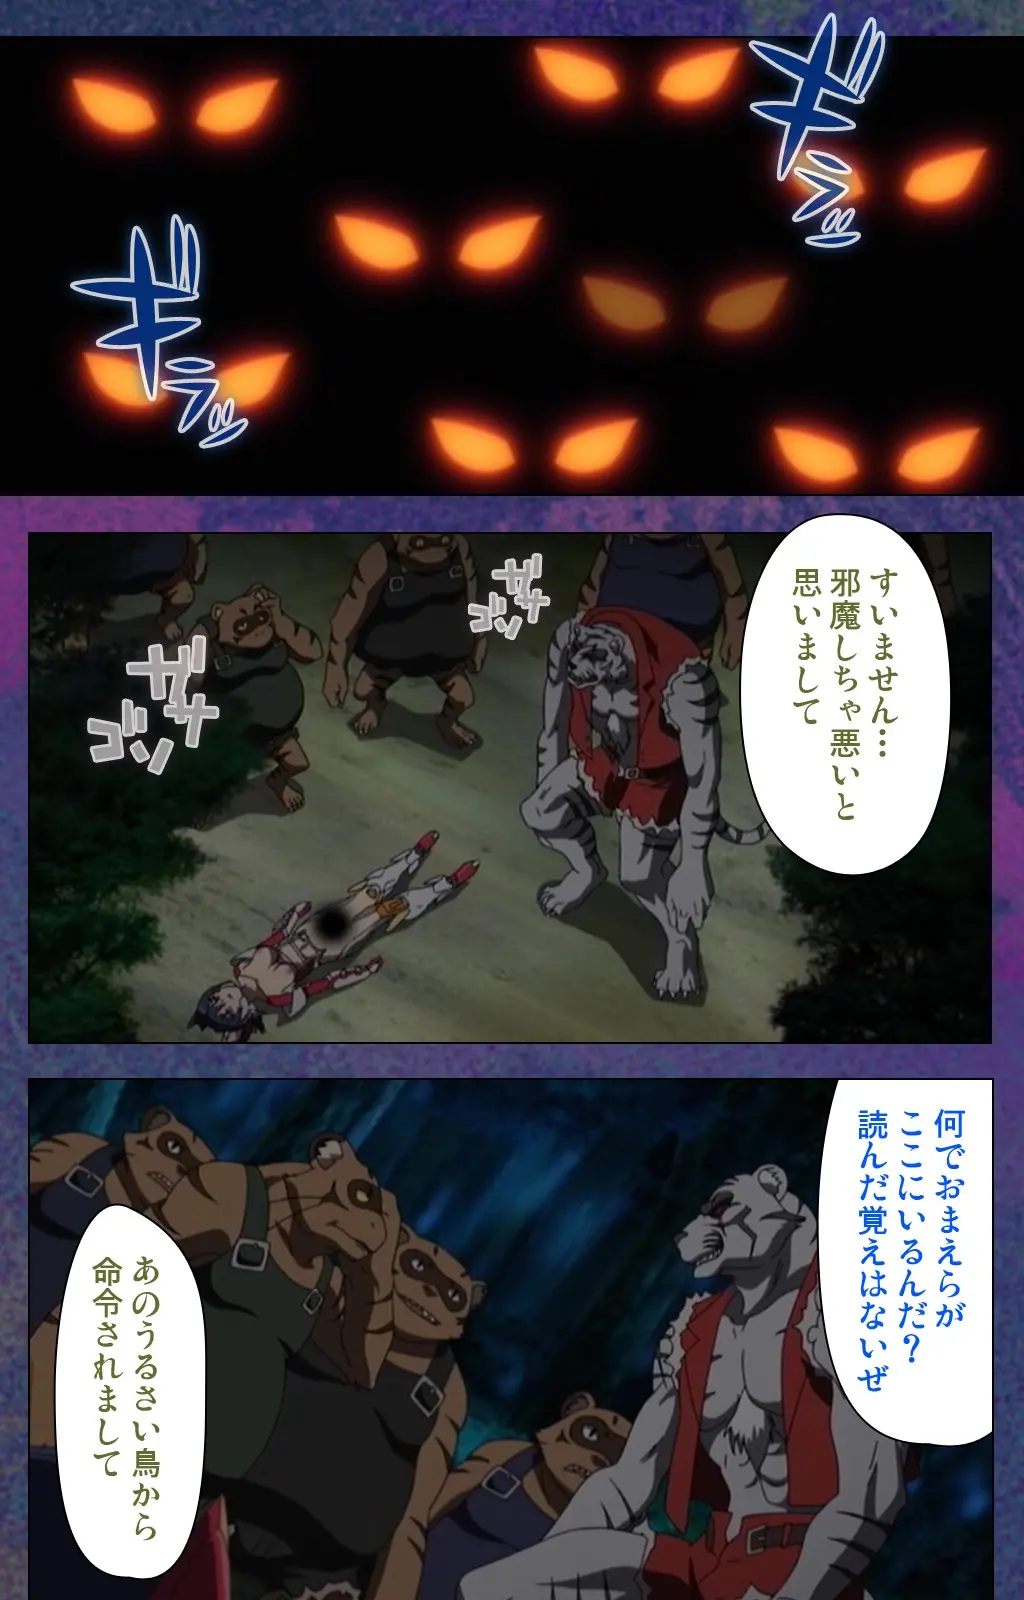 ギラッ
ギラッ
すいません…
邪魔しちゃ悪いと
思いまして
ザザ
ゴソ
ザザ
ゴソ
何でおまえらが
ここにいるんだ？
読んだ覚えはないぜ
あのうるさい鳥から
命令されまして